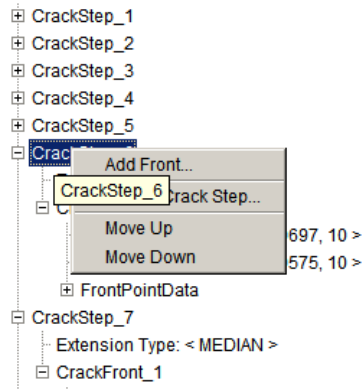 CrackStep_1
CrackStep_2
CrackStep_3
CrackStep_4
CrackStep_5
Crac
Add Front...
CrackStep_6
Crack Step...
C
Move Up
697, 10 >
Move Down
575, 10 >
FrontPointData
CrackStep_7
Extension Type: < MEDIAN >
CrackFront_1